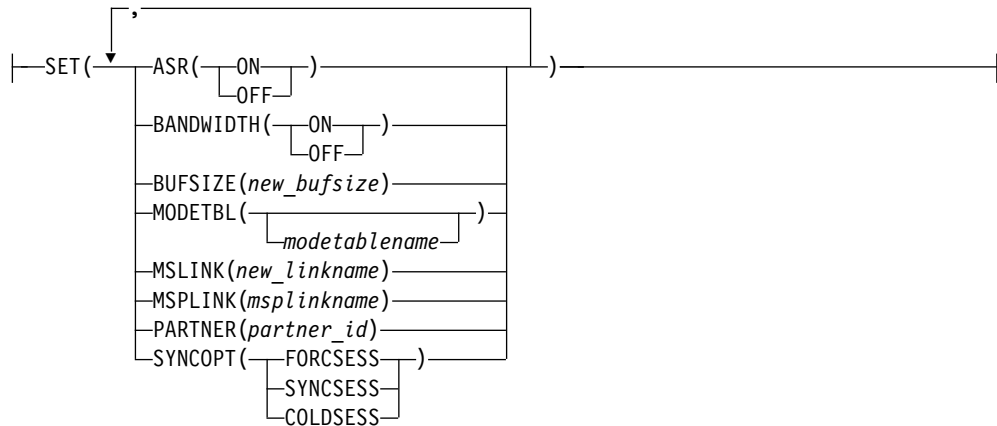 ,
SET( ASR( ON ) )
OFF
BANDWIDTH( ON )
OFF
BUFSIZE(new_bufsize)
MODETBL( )
modetablename
MSLINK(new_linkname)
MSPLINK(msplinkname)
PARTNER(partner_id)
SYNCOPT( FORCSESS )
SYNCSESS
COLDSESS